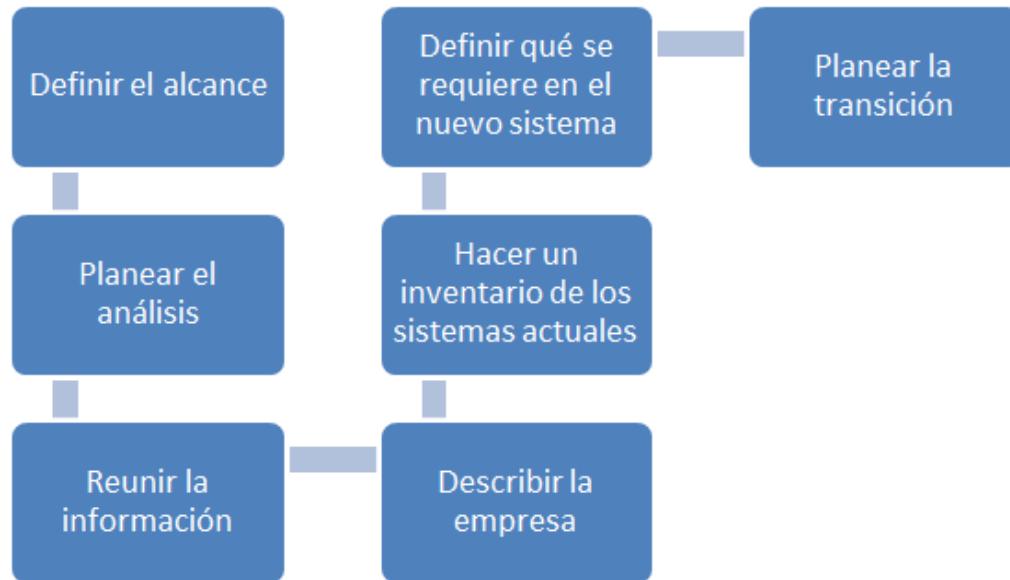 Definir el alcance
Planear el
análisis
Reunir la
información
Describir la
empresa
Hacer un
inventario de los
sistemas actuales
Definir qué se
requiere en el
nuevo sistema
Planear la
transición